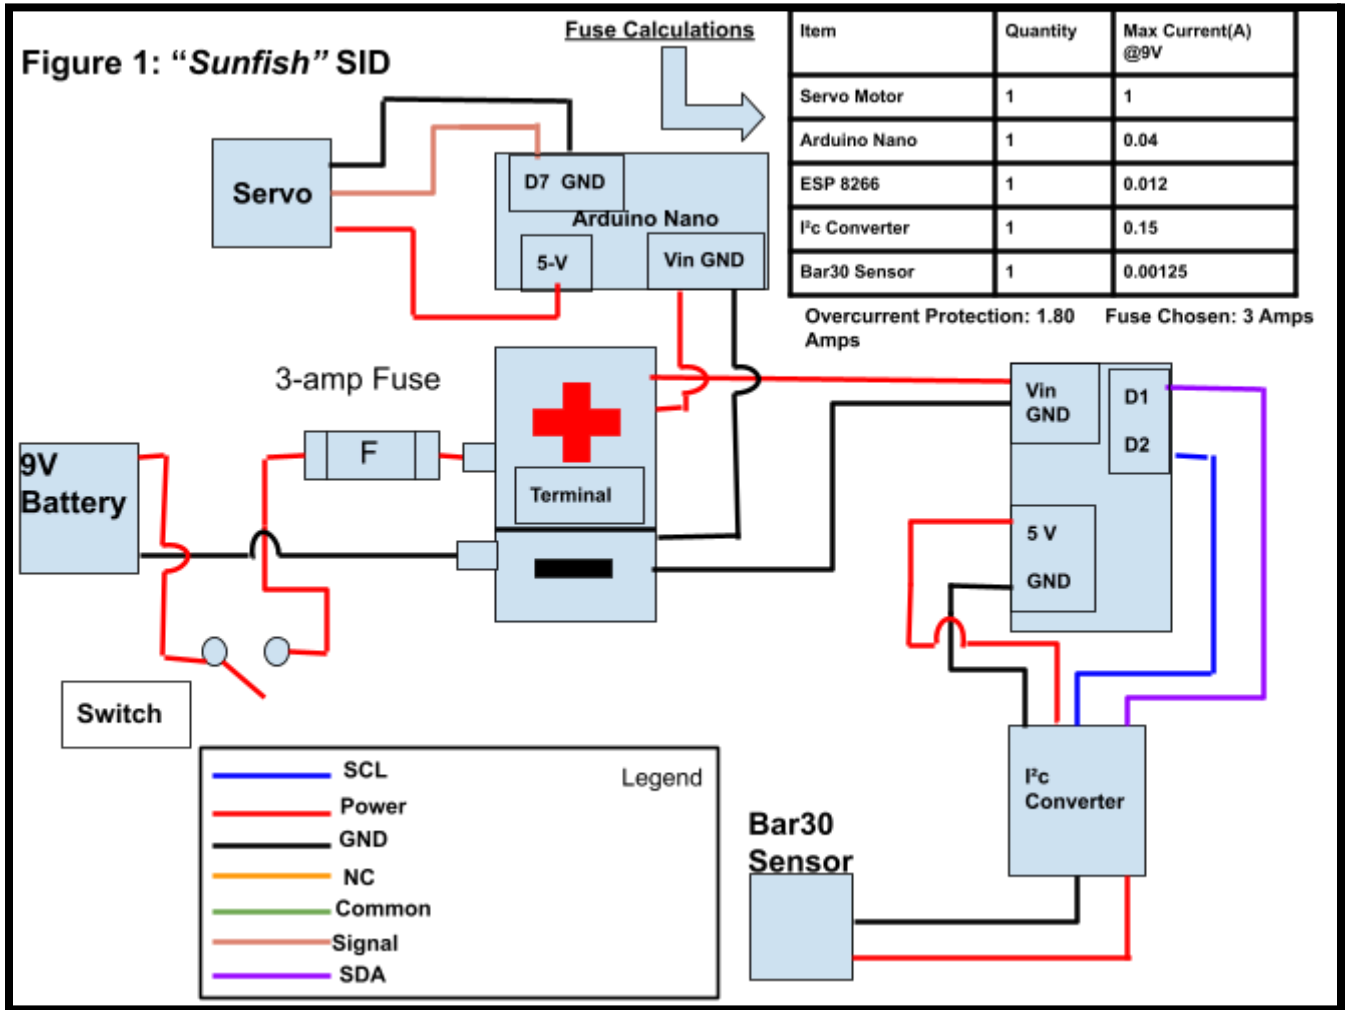 Figure 1: “Sunfish” SID
Fuse Calculations
Item Quantity Max Current(A)
@9V
Servo Motor 1 1
Arduino Nano 1 0.04
ESP 8266 1 0.012
I²c Converter 1 0.15
Bar30 Sensor 1 0.00125
Overcurrent Protection: 1.80
Amps
Fuse Chosen: 3 Amps
Servo
D7 GND
Arduino Nano
5-V
Vin GND
3-amp Fuse
F
Terminal
9V
Battery
Switch
Vin
GND
D1
D2
5 V
GND
I²c
Converter
Bar30
Sensor
Legend
SCL
Power
GND
NC
Common
Signal
SDA